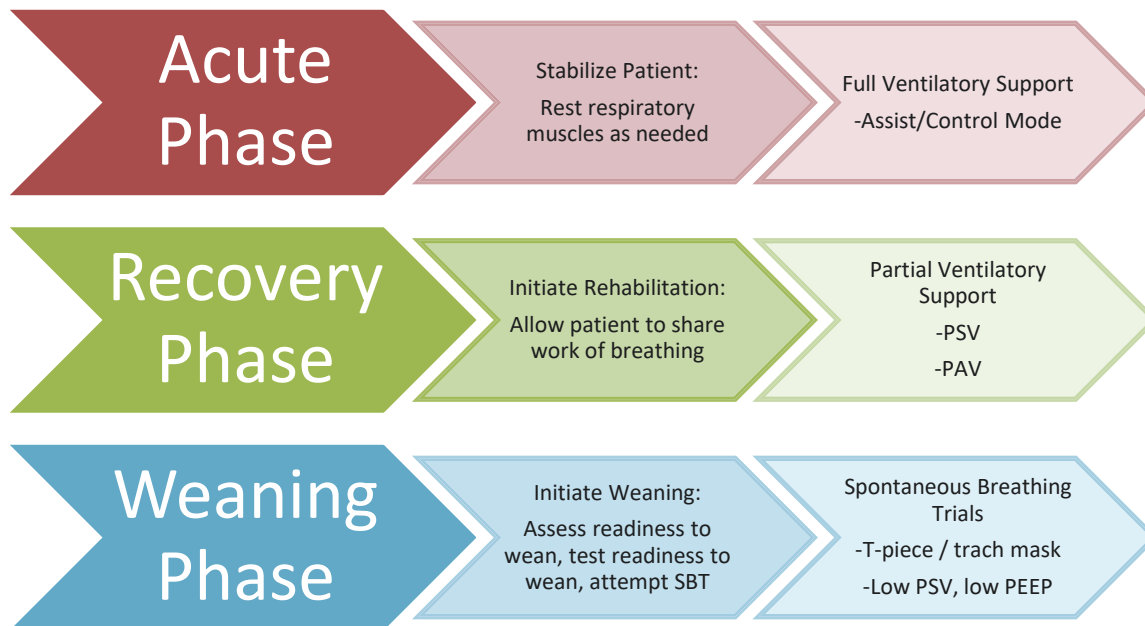 Acute
Phase
Stabilize Patient:
Rest respiratory
muscles as needed
Full Ventilatory Support
-Assist/Control Mode
Recovery
Phase
Initiate Rehabilitation:
Allow patient to share
work of breathing
Partial Ventilatory
Support
-PSV
-PAV
Weaning
Phase
Initiate Weaning:
Assess readiness to
wean, test readiness to
wean, attempt SBT
Spontaneous Breathing
Trials
-T-piece / trach mask
-Low PSV, low PEEP